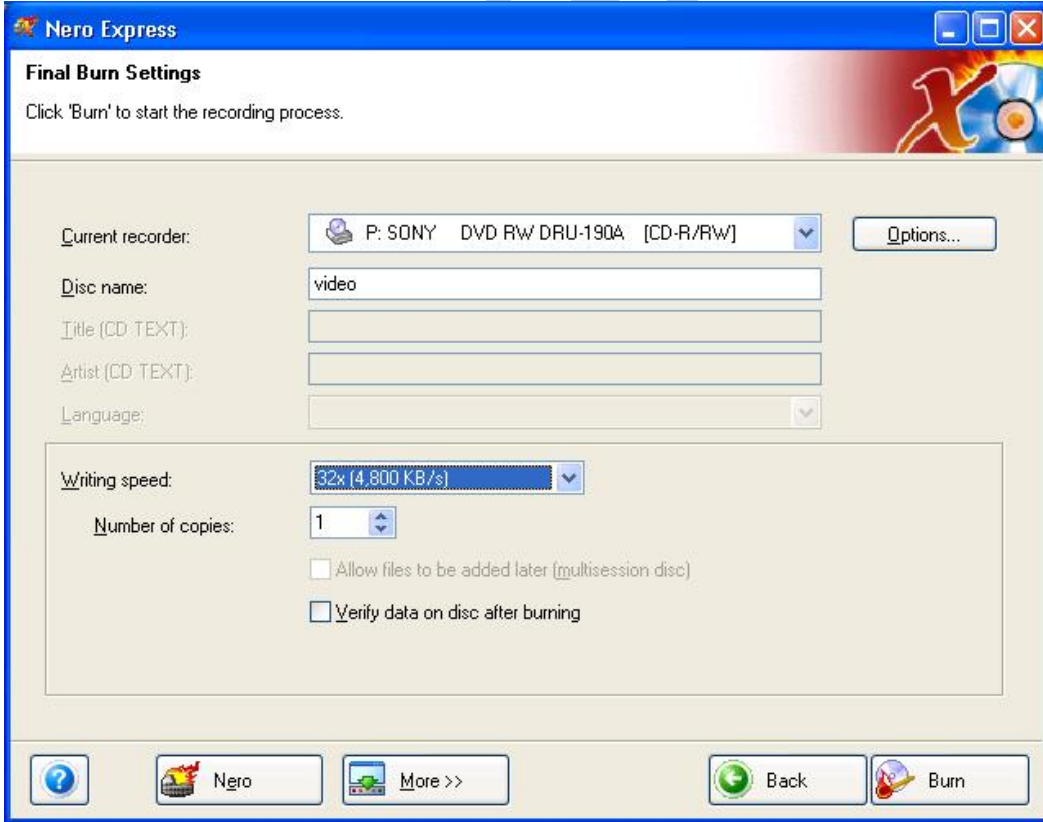 Nero Express
Final Burn Settings
Click 'Burn' to start the recording process.
Current recorder: P: SONY DVD RW DRU-190A [CD-R/RW] Options...
Disc name: video
Title (CD TEXT):
Artist (CD TEXT):
Language:
Writing speed: 32x (4,800 KB/s)
Number of copies: 1
Allow files to be added later (multisession disc)
Verify data on disc after burning
? Nero More >> Back Burn